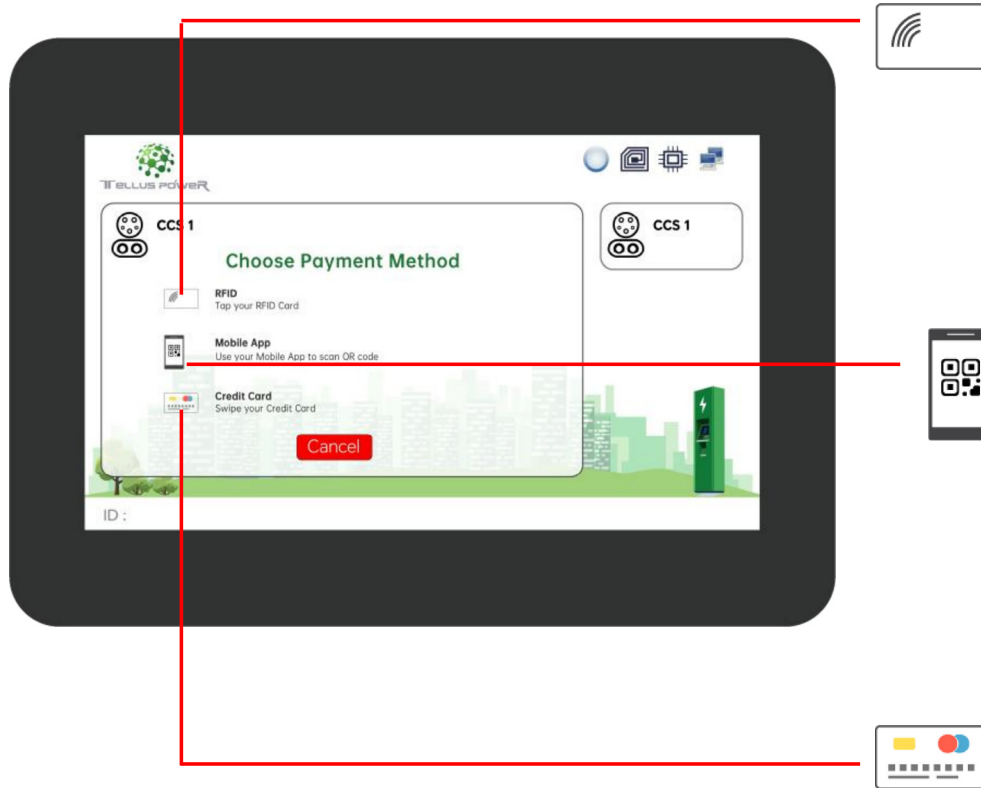 TELLUS POWER
CCS 1
CCS 1
Choose Payment Method
RFID
Tap your RFID Card
Mobile App
Use your Mobile App to scan QR code
Credit Card
Swipe your Credit Card
Cancel
ID :